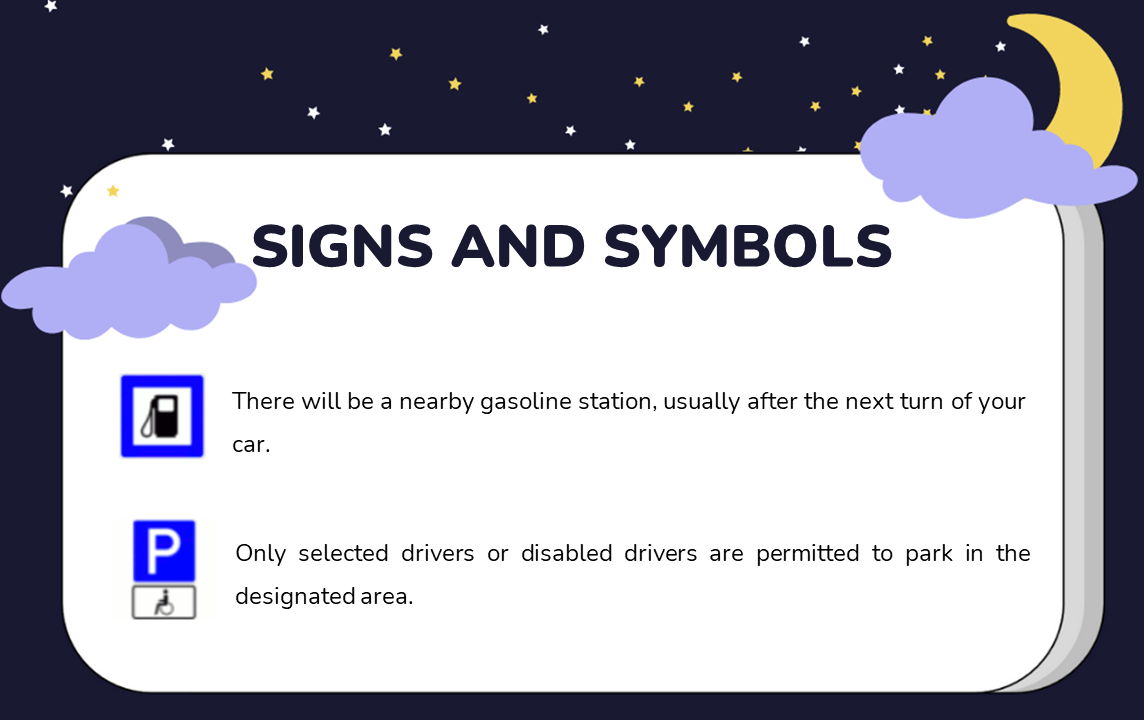 SIGNS AND SYMBOLS
There will be a nearby gasoline station, usually after the next turn of your
car.
P
Only selected drivers or disabled drivers are permitted to park in the
designated area.